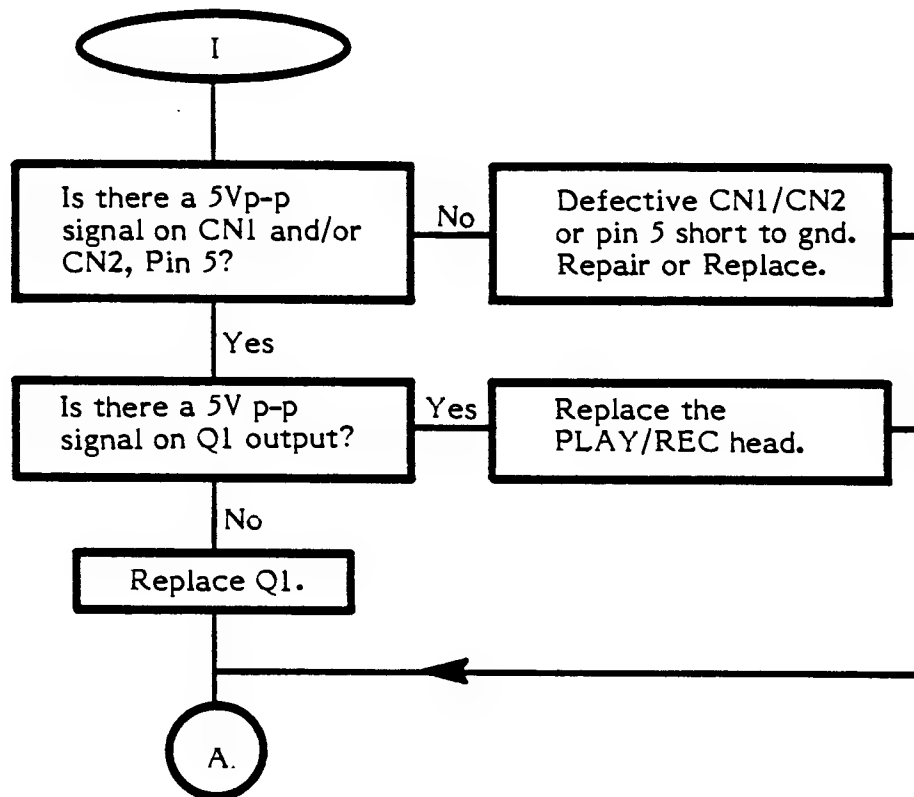 I
Is there a 5Vp-p
signal on CN1 and/or
CN2, Pin 5?
No
Defective CN1/CN2
or pin 5 short to gnd.
Repair or Replace.
Yes
Is there a 5V p-p
signal on Q1 output?
Yes
Replace the
PLAY/REC head.
No
Replace Q1.
A.